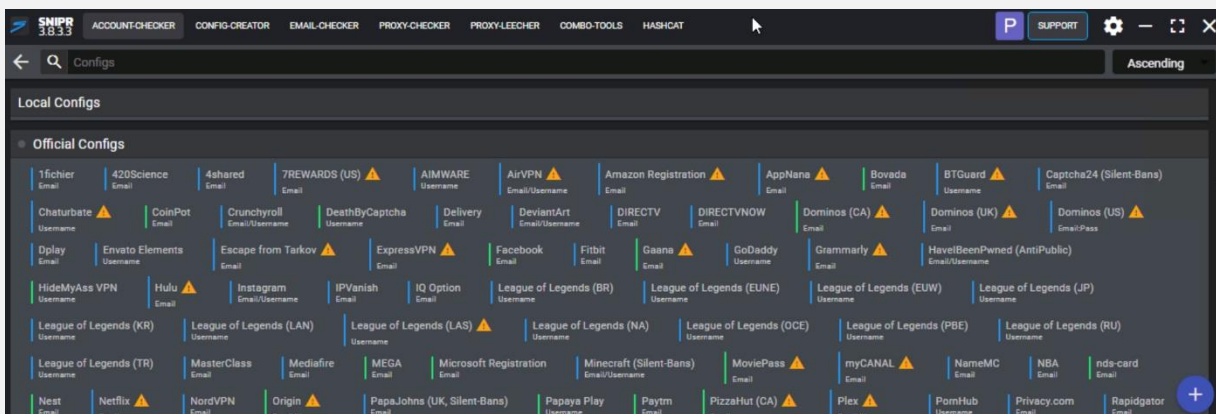 SNIPR 3.8.3.3 ACCOUNT-CHECKER CONFIG-CREATOR EMAIL-CHECKER PROXY-CHECKER PROXY-LEECHER COMBO-TOOLS HASHCAT P SUPPORT
Configs Ascending
Local Configs
Official Configs
1fichier 420Science 4shared 7REWARDS (US) AIMWARE AirVPN Amazon Registration AppNana Bovada BTGuard Captcha24 (Silent-Bans)
Email Email Email Email Username Email/Username Email Email Email Username Email
Chaturbate CoinPot Crunchyroll DeathByCaptcha Delivery DeviantArt DIRECTV DIRECTVNOW Dominos (CA) Dominos (UK) Dominos (US)
Username Email Email/Username Username Email Email/Username Email Email Email Email Email:Pass
Dplay Envato Elements Escape from Tarkov ExpressVPN Facebook Fitbit Gaana GoDaddy Grammarly HaveIBeenPwned (AntiPublic)
Email Username Email Email Email Email Email Username Email Email/Username
HideMyAss VPN Hulu Instagram IPVanish IQ Option League of Legends (BR) League of Legends (EUNE) League of Legends (EUW) League of Legends (JP)
Username Email Email/Username Email Email Username Username Username Username
League of Legends (KR) League of Legends (LAN) League of Legends (LAS) League of Legends (NA) League of Legends (OCE) League of Legends (PBE) League of Legends (RU)
Username Username Username Username Username Username Username
League of Legends (TR) MasterClass Mediafire MEGA Microsoft Registration Minecraft (Silent-Bans) MoviePass myCANAL NameMC NBA nds-card
Username Email Email Email Email Email/Username Email Email Email Email Email
Nest Netflix NordVPN Origin PapaJohns (UK, Silent-Bans) Papaya Play Paytm PizzaHut (CA) Plex PornHub Privacy.com Rapidgator
Email Email Email Email Username Email Username Email Email